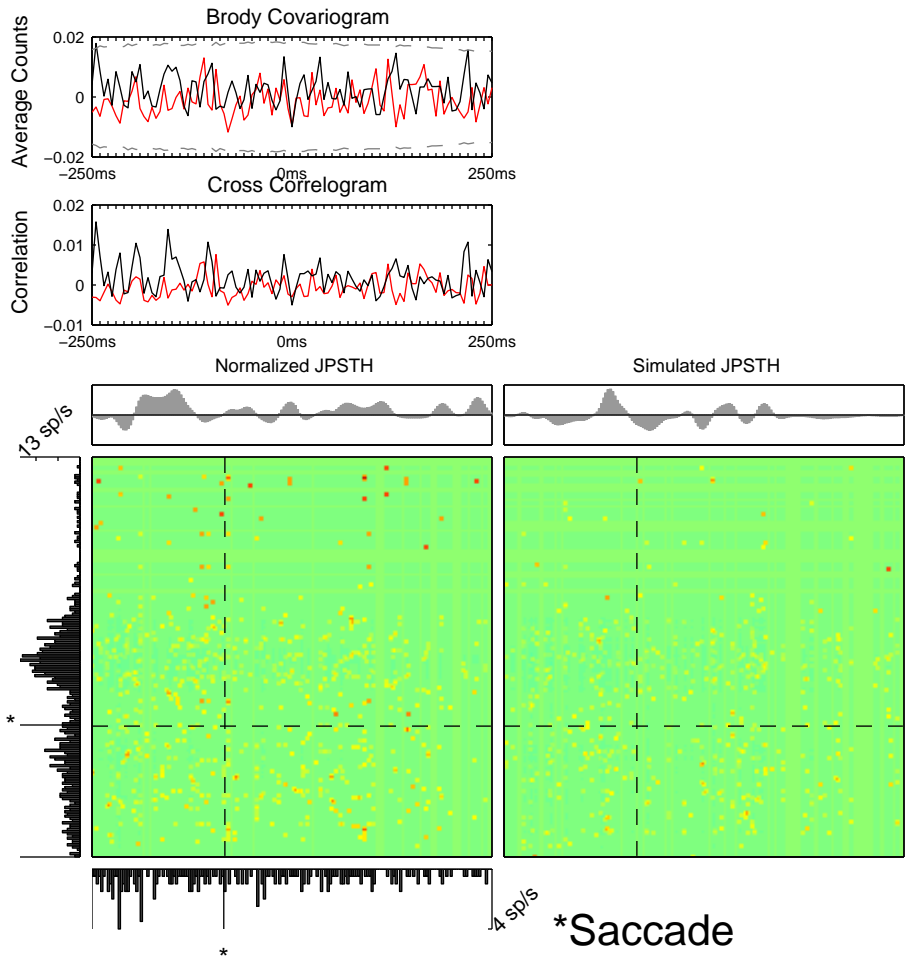 Brody Covariogram
Average Counts
0.02
0
−0.02
−250ms
0ms
250ms
Cross Correlogram
Correlation
0.02
0.01
0
−0.01
−250ms
0ms
250ms
Normalized JPSTH
Simulated JPSTH
13 sp/s
*
4 sp/s
*
*Saccade